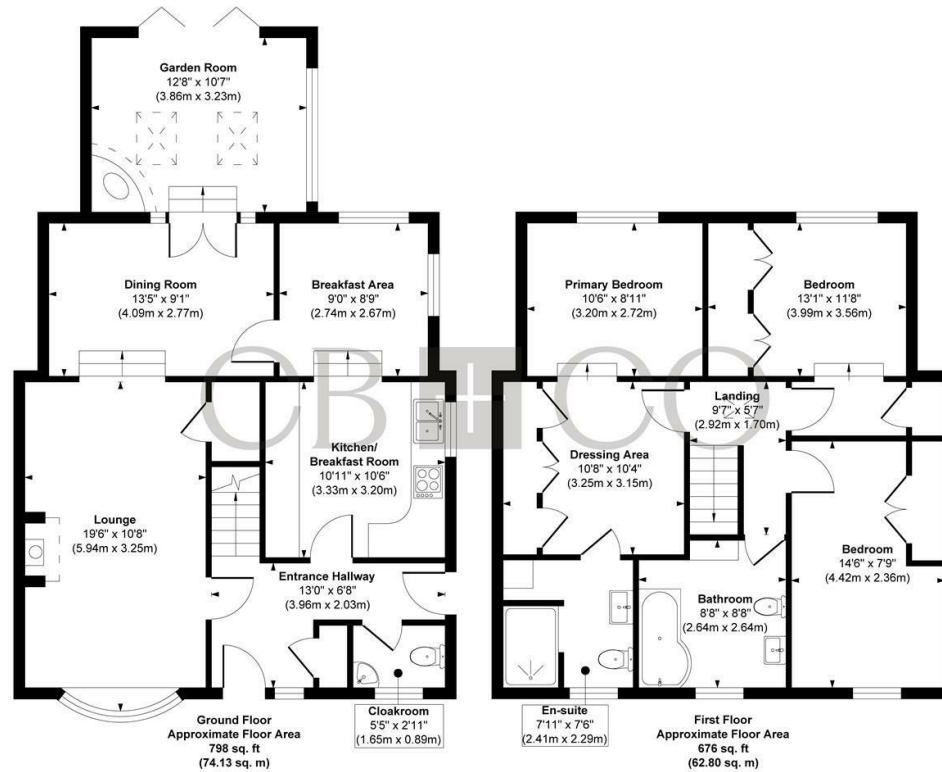 Garden Room
12'8" x 10'7"
(3.86m x 3.23m)
Dining Room
13'5" x 9'1"
(4.09m x 2.77m)
Breakfast Area
9'0" x 8'9"
(2.74m x 2.67m)
Primary Bedroom
10'6" x 8'11"
(3.20m x 2.72m)
Bedroom
13'1" x 11'8"
(3.99m x 3.56m)
CB CO
Landing
9'7" x 5'7"
(2.92m x 1.70m)
Kitchen/
Breakfast Room
10'11" x 10'6"
(3.33m x 3.20m)
Dressing Area
10'8" x 10'4"
(3.25m x 3.15m)
Lounge
19'6" x 10'8"
(5.94m x 3.25m)
Entrance Hallway
13'0" x 6'8"
(3.96m x 2.03m)
Bedroom
14'6" x 7'9"
(4.42m x 2.36m)
Bathroom
8'8" x 8'8"
(2.64m x 2.64m)
Cloakroom
5'5" x 2'11"
(1.65m x 0.89m)
En-suite
7'11" x 7'6"
(2.41m x 2.29m)
Ground Floor
Approximate Floor Area
798 sq. ft
(74.13 sq. m)
First Floor
Approximate Floor Area
676 sq. ft
(62.80 sq. m)